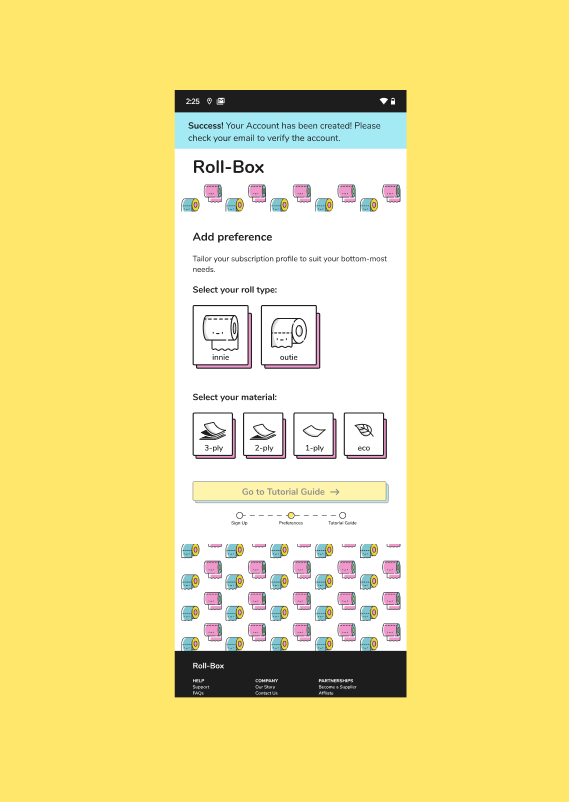 2:25
Success! Your Account has been created! Please
check your email to verify the account.
Roll-Box
Add preference
Tailor your subscription profile to suit your bottom-most
needs.
Select your roll type:
innie outie
Select your material:
3-ply 2-ply 1-ply eco
Go to Tutorial Guide →
Sign Up Preferences Tutorial Guide
Roll-Box
HELP COMPANY PARTNERSHIPS
Support Our Story Become a Supplier
FAQs Contact Us Affiliate